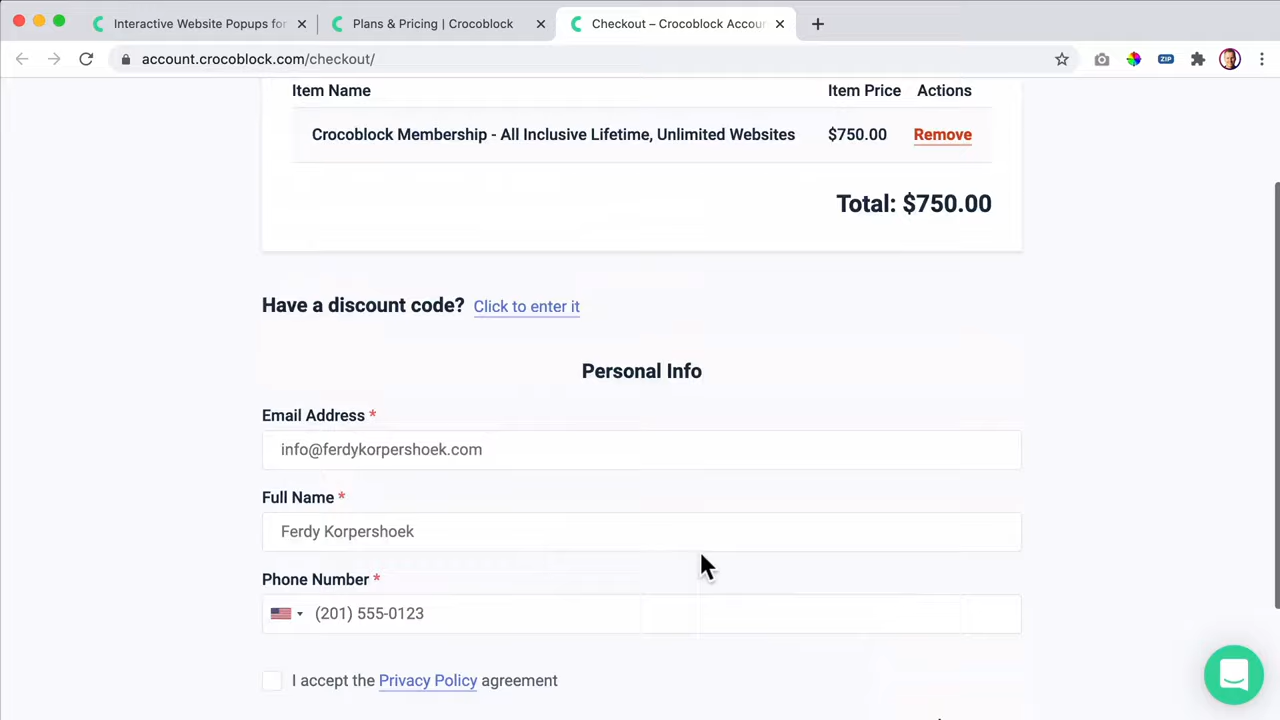 Interactive Website Popups for
Plans & Pricing | Crocoblock
Checkout – Crocoblock Accoun
account.crocoblock.com/checkout/
ZIP
Item Name Item Price Actions
Crocoblock Membership - All Inclusive Lifetime, Unlimited Websites $750.00 Remove
Total: $750.00
Have a discount code? Click to enter it
Personal Info
Email Address *
info@ferdykorpershoek.com
Full Name *
Ferdy Korpershoek
Phone Number *
(201) 555-0123
I accept the Privacy Policy agreement